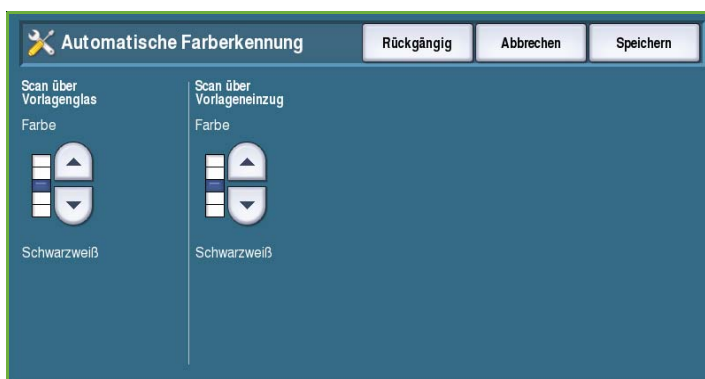 Automatische Farberkennung
Rückgängig
Abbrechen
Speichern
Scan über
Vorlagenglas
Farbe
Schwarzweiß
Scan über
Vorlageneinzug
Farbe
Schwarzweiß